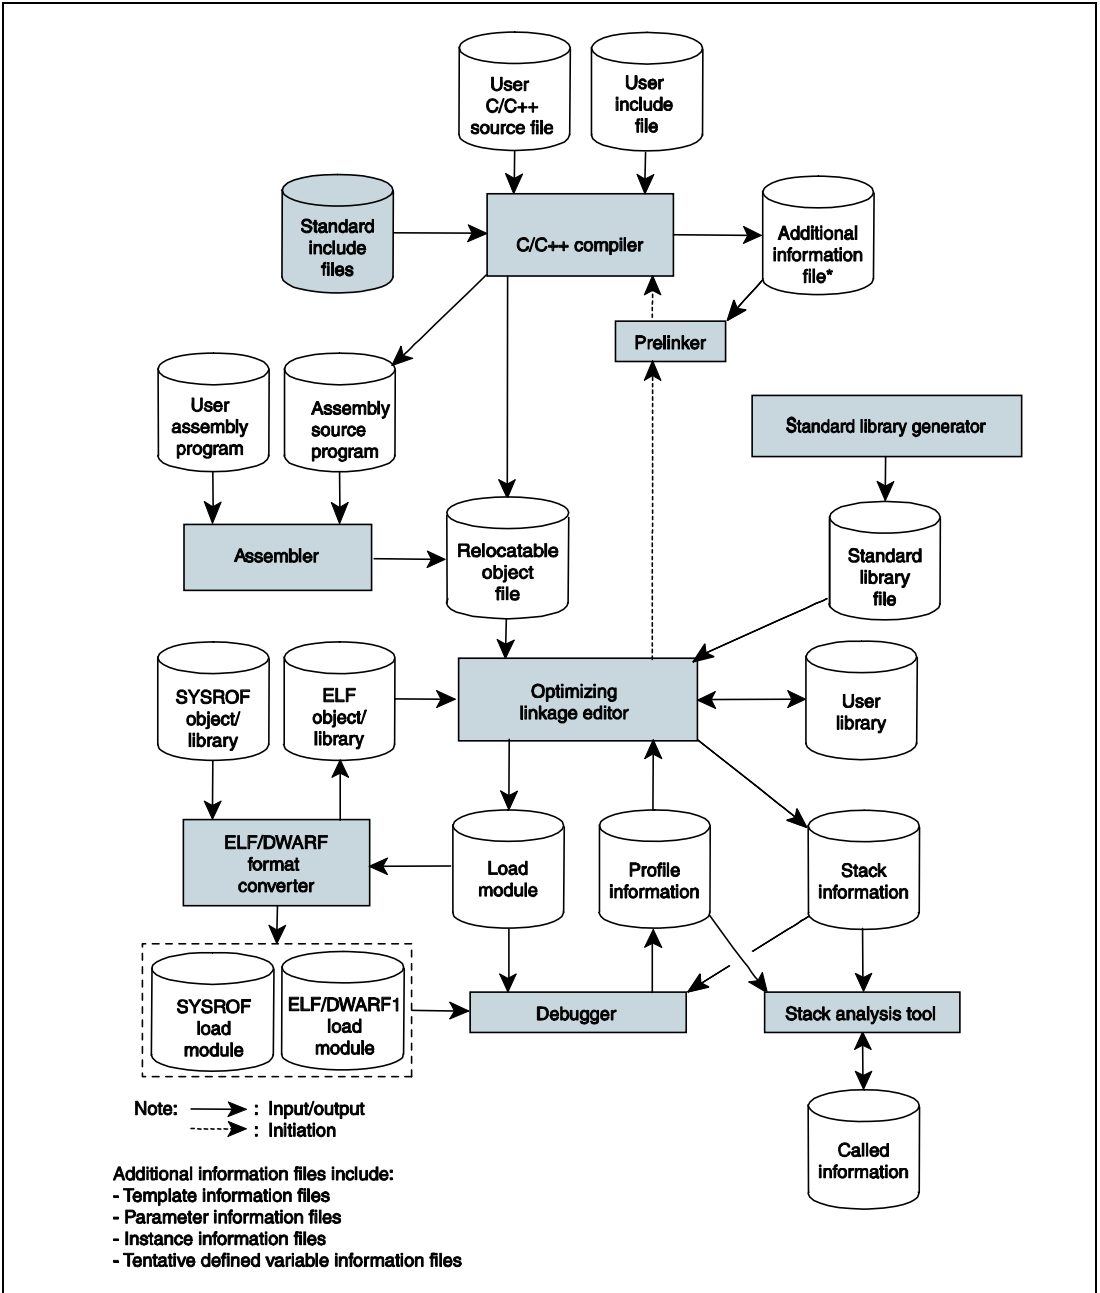 User
C/C++
source file
User
include
file
Standard
include
files
C/C++ compiler
Additional
information
file*
Prelinker
User
assembly
program
Assembly
source
program
Standard library generator
Assembler
Relocatable
object
file
Standard
library
file
SYSROF
object/
library
ELF
object/
library
Optimizing
linkage editor
User
library
ELF/DWARF
format
converter
Load
module
Profile
information
Stack
information
SYSROF
load
module
ELF/DWARF1
load
module
Debugger
Stack analysis tool
Called
information
Note: : Input/output
: Initiation
Additional information files include:
- Template information files
- Parameter information files
- Instance information files
- Tentative defined variable information files